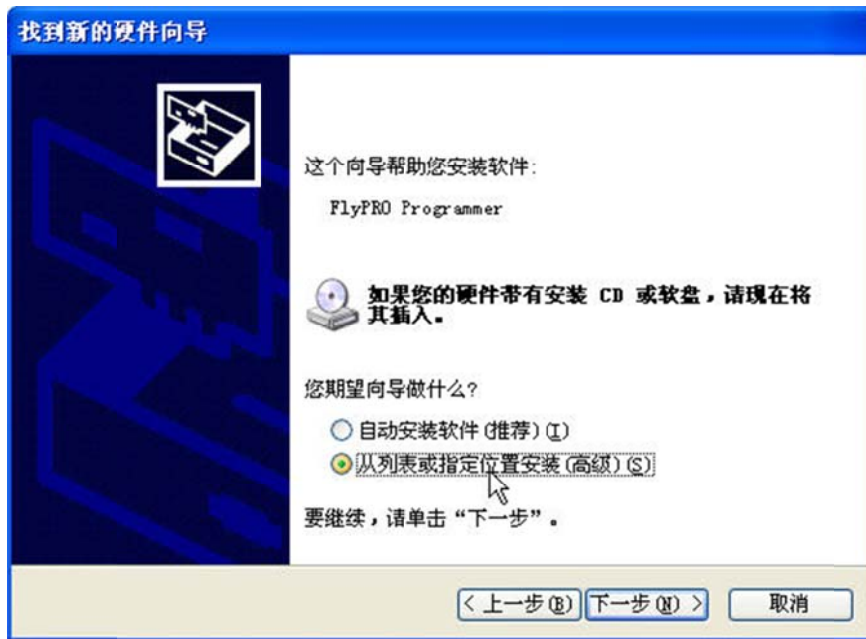 找到新的硬件向导
这个向导帮助您安装软件:
FlyPRO Programmer
如果您的硬件带有安装 CD 或软盘，请现在将
其插入。
您期望向导做什么?
自动安装软件(推荐)(I)
从列表或指定位置安装(高级)(S)
要继续，请单击“下一步”。
< 上一步(B) 下一步(N) > 取消